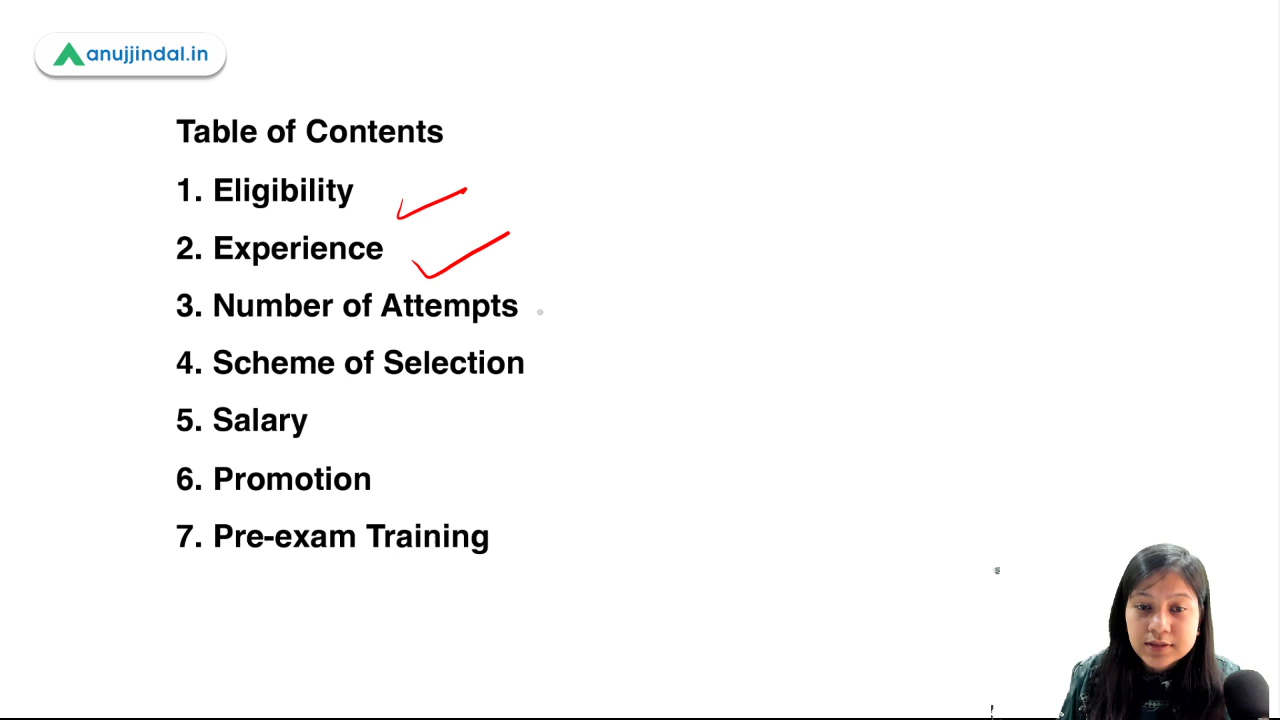 anujjindal.in
Table of Contents
1. Eligibility
2. Experience
3. Number of Attempts
4. Scheme of Selection
5. Salary
6. Promotion
7. Pre-exam Training